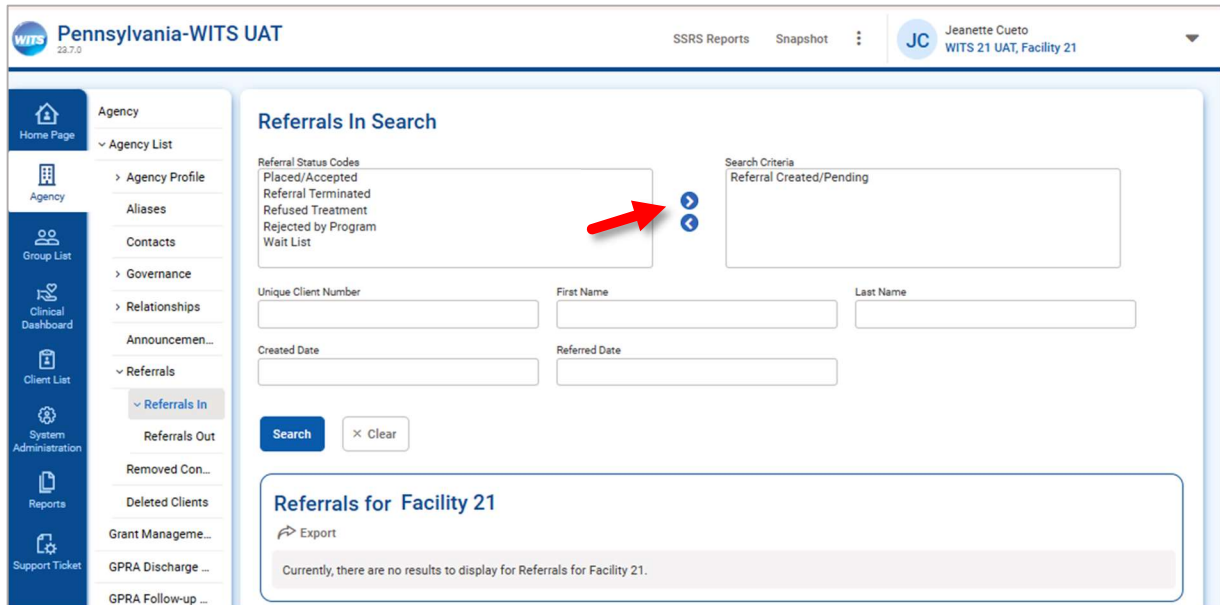 WITS
Pennsylvania-WITS UAT
23.7.0
SSRS Reports
Snapshot
JC
Jeanette Cueto
WITS 21 UAT, Facility 21
Home Page
Agency
Group List
Clinical
Dashboard
Client List
System
Administration
Reports
Support Ticket
Agency
Agency List
Agency Profile
Aliases
Contacts
Governance
Relationships
Announcemen...
Referrals
Referrals In
Referrals Out
Removed Con...
Deleted Clients
Grant Manageme...
GPRA Discharge ...
GPRA Follow-up ...
Referrals In Search
Referral Status Codes
Placed/Accepted
Referral Terminated
Refused Treatment
Rejected by Program
Wait List
Search Criteria
Referral Created/Pending
Unique Client Number
First Name
Last Name
Created Date
Referred Date
Search
× Clear
Referrals for Facility 21
Export
Currently, there are no results to display for Referrals for Facility 21.